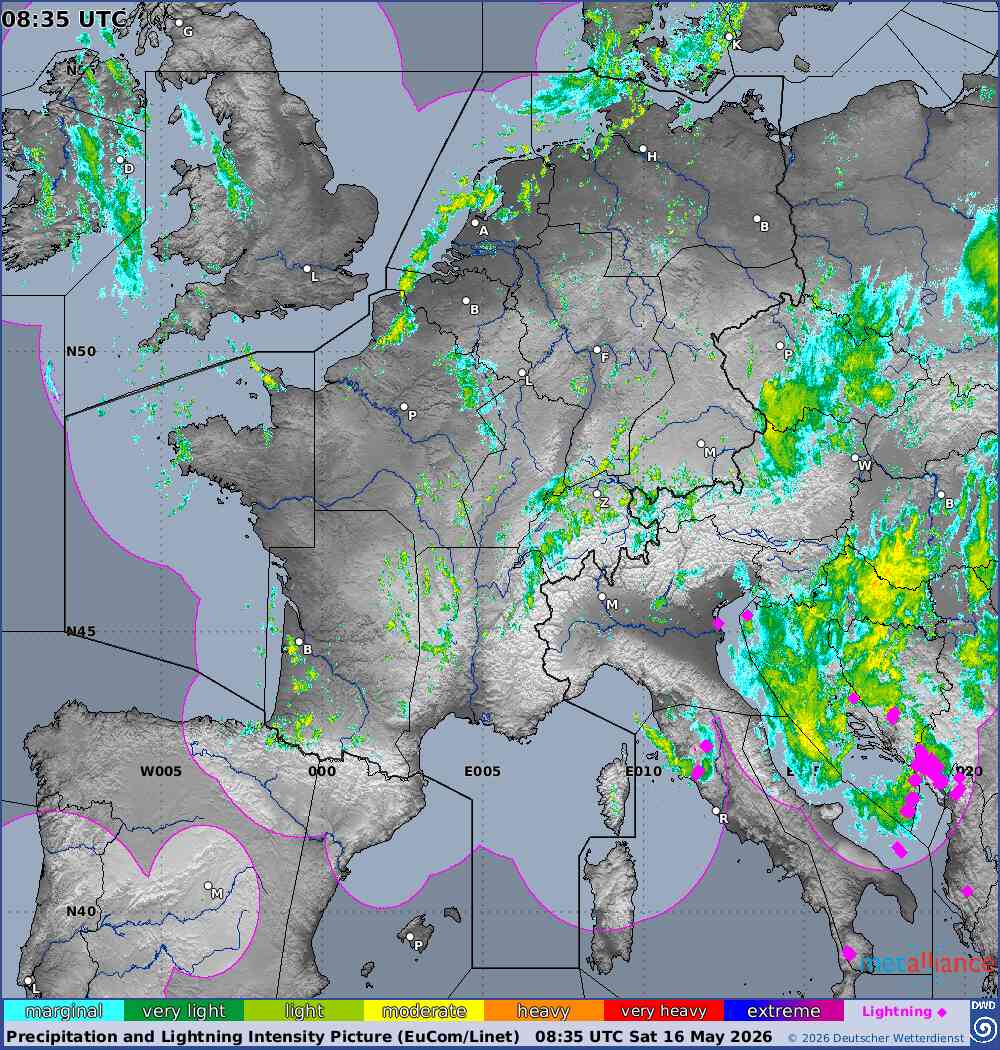 08:35 UTC
G
K
D
H
A
B
L
B
N50
P
F
L
P
M
W
Z
B
M
N45
B
W005
000
E005
E010
020
R
M
N40
P
L
metalliance
marginal
very light
light
moderate
heavy
very heavy
extreme
Lightning
DWD
Precipitation and Lightning Intensity Picture (EuCom/Linet) 08:35 UTC Sat 16 May 2026 © 2026 Deutscher Wetterdienst